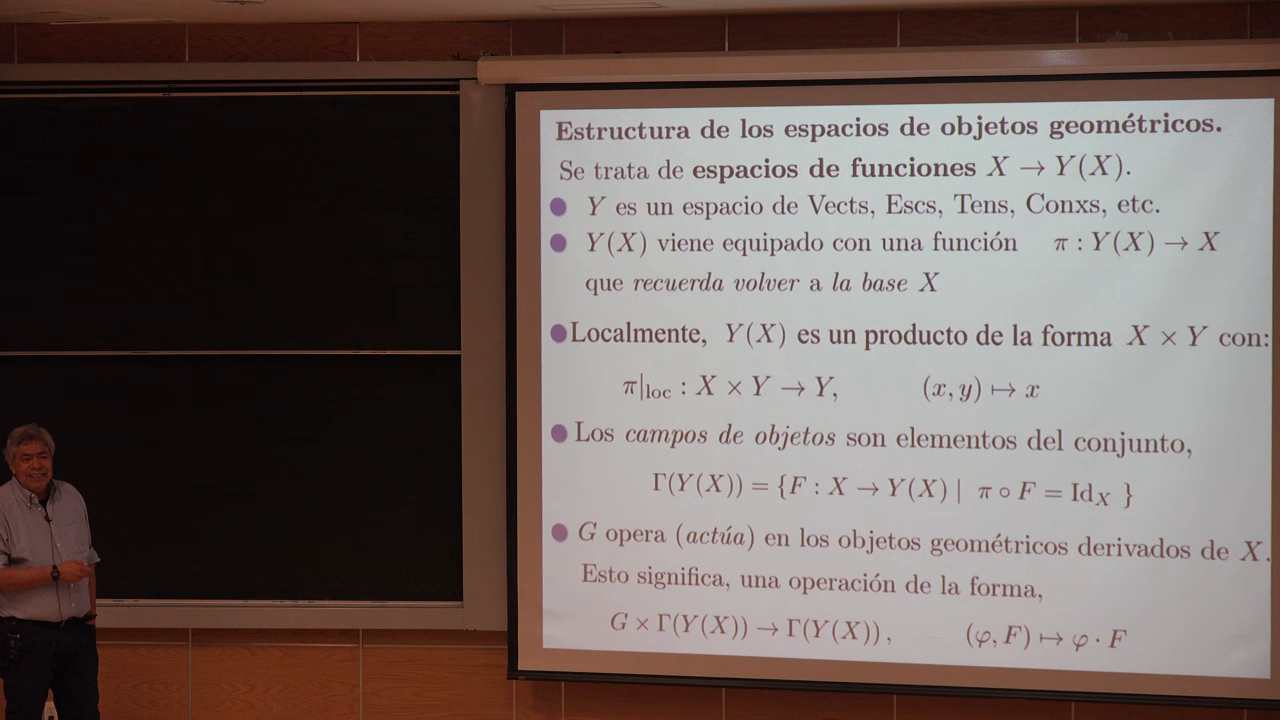 Estructura de los espacios de objetos geométricos.
Se trata de espacios de funciones X → Y(X).
● Y es un espacio de Vects, Escs, Tens, Conxs, etc.
● Y(X) viene equipado con una función π : Y(X) → X
que recuerda volver a la base X
● Localmente, Y(X) es un producto de la forma X × Y con:
π|loc : X × Y → Y, (x, y) ↦ x
● Los campos de objetos son elementos del conjunto,
Γ(Y(X)) = {F : X → Y(X) | π ∘ F = Id_X }
● G opera (actúa) en los objetos geométricos derivados de X.
Esto significa, una operación de la forma,
G × Γ(Y(X)) → Γ(Y(X)), (φ, F) ↦ φ · F